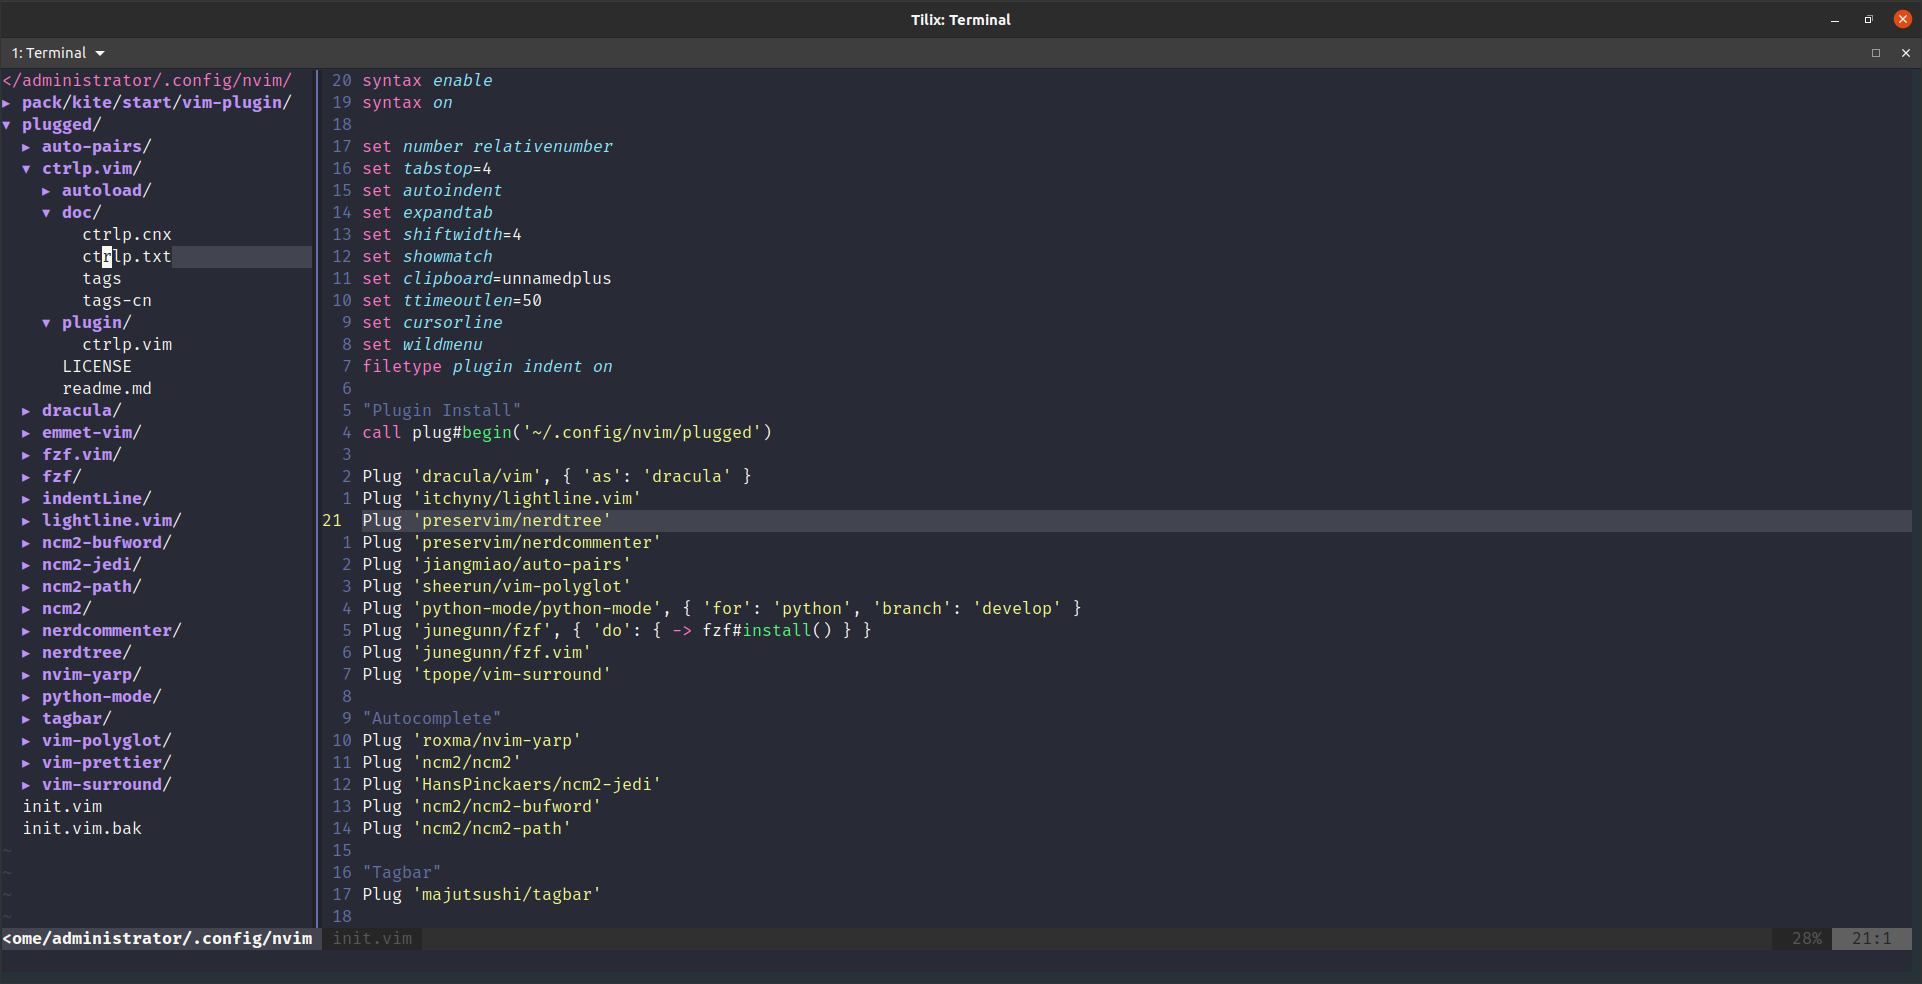 Tilix: Terminal
1: Terminal
</administrator/.config/nvim/
▸ pack/kite/start/vim-plugin/
▾ plugged/
▸ auto-pairs/
▾ ctrlp.vim/
▸ autoload/
▾ doc/
ctrlp.cnx
ctrlp.txt
tags
tags-cn
▾ plugin/
ctrlp.vim
LICENSE
readme.md
▸ dracula/
▸ emmet-vim/
▸ fzf.vim/
▸ fzf/
▸ indentLine/
▸ lightline.vim/
▸ ncm2-bufword/
▸ ncm2-jedi/
▸ ncm2-path/
▸ ncm2/
▸ nerdcommenter/
▸ nerdtree/
▸ nvim-yarp/
▸ python-mode/
▸ tagbar/
▸ vim-polyglot/
▸ vim-prettier/
▸ vim-surround/
init.vim
init.vim.bak
~
~
~
~
<ome/administrator/.config/nvim
20 syntax enable
19 syntax on
18
17 set number relativenumber
16 set tabstop=4
15 set autoindent
14 set expandtab
13 set shiftwidth=4
12 set showmatch
11 set clipboard=unnamedplus
10 set ttimeoutlen=50
9 set cursorline
8 set wildmenu
7 filetype plugin indent on
6
5 "Plugin Install"
4 call plug#begin('~/.config/nvim/plugged')
3
2 Plug 'dracula/vim', { 'as': 'dracula' }
1 Plug 'itchyny/lightline.vim'
21 Plug 'preservim/nerdtree'
1 Plug 'preservim/nerdcommenter'
2 Plug 'jiangmiao/auto-pairs'
3 Plug 'sheerun/vim-polyglot'
4 Plug 'python-mode/python-mode', { 'for': 'python', 'branch': 'develop' }
5 Plug 'junegunn/fzf', { 'do': { -> fzf#install() } }
6 Plug 'junegunn/fzf.vim'
7 Plug 'tpope/vim-surround'
8
9 "Autocomplete"
10 Plug 'roxma/nvim-yarp'
11 Plug 'ncm2/ncm2'
12 Plug 'HansPinckaers/ncm2-jedi'
13 Plug 'ncm2/ncm2-bufword'
14 Plug 'ncm2/ncm2-path'
15
16 "Tagbar"
17 Plug 'majutsushi/tagbar'
18
init.vim 28% 21:1